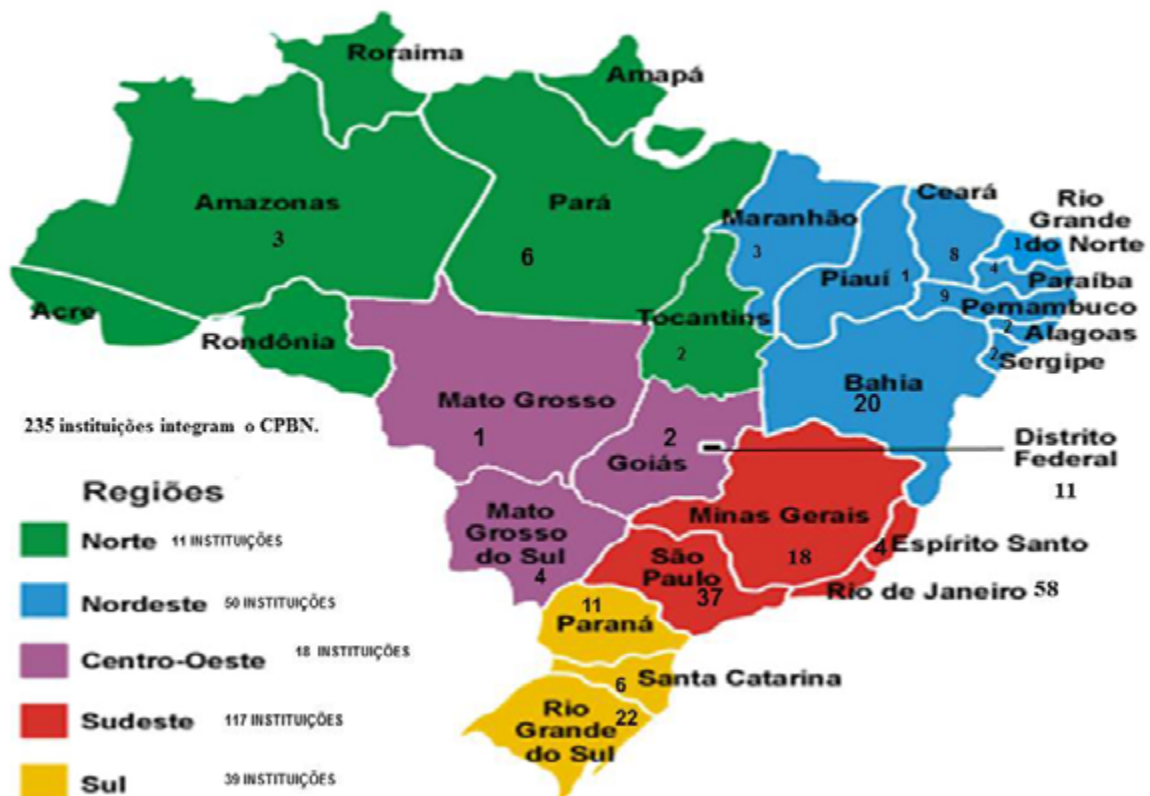 Roraima
Amapá
Amazonas
3
Pará
6
Acre
Rondônia
Tocantins
2
Maranhão
3
Piauí
1
Ceará
8
Rio
Grande
do Norte
1
Paraíba
4
Pernambuco
9
Alagoas
2
Sergipe
2
Bahia
20
Mato Grosso
1
Goiás
2
Distrito
Federal
11
Mato
Grosso
do Sul
4
Minas Gerais
18
Espírito Santo
4
São
Paulo
37
Rio de Janeiro 58
11
Paraná
Santa Catarina
6
Rio
Grande
do Sul
22
235 instituições integram o CPBN.
Regiões
Norte 11 INSTITUIÇÕES
Nordeste 50 INSTITUIÇÕES
Centro-Oeste 18 INSTITUIÇÕES
Sudeste 117 INSTITUIÇÕES
Sul 39 INSTITUIÇÕES